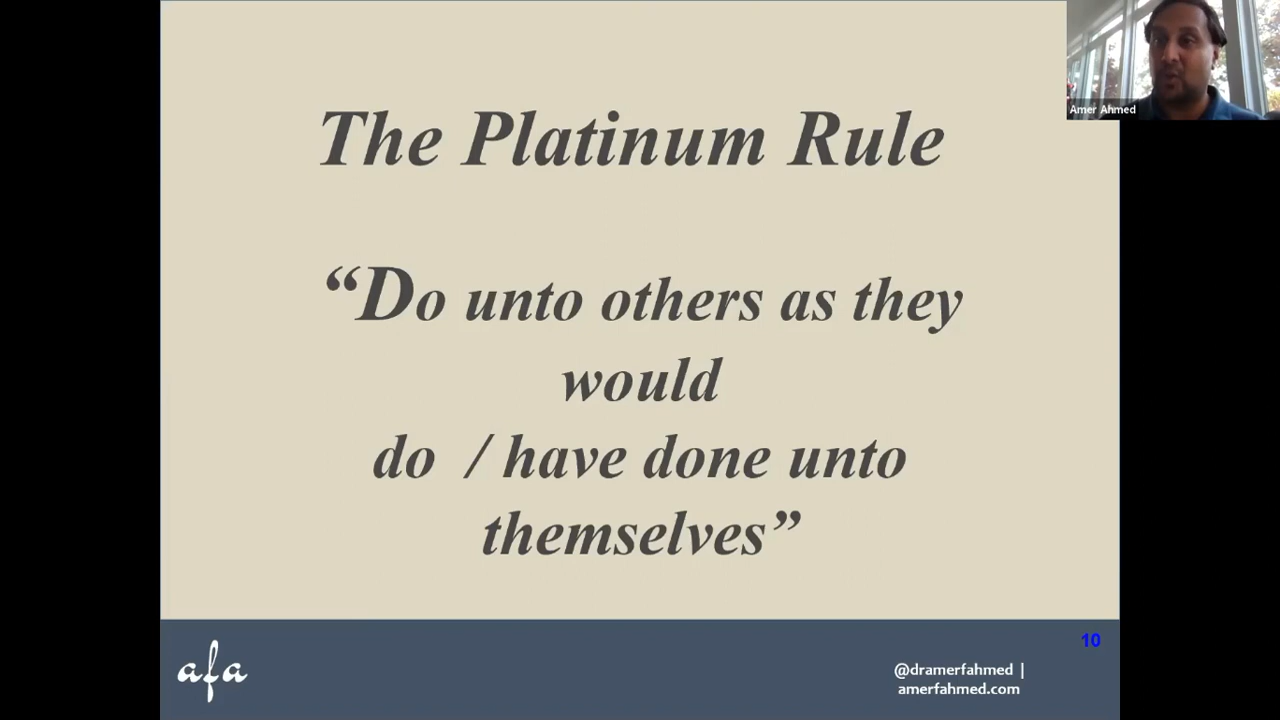 Amer Ahmed
The Platinum Rule
“Do unto others as they
would
do / have done unto
themselves”
10
afa
@dramerfahmed |
amerfahmed.com